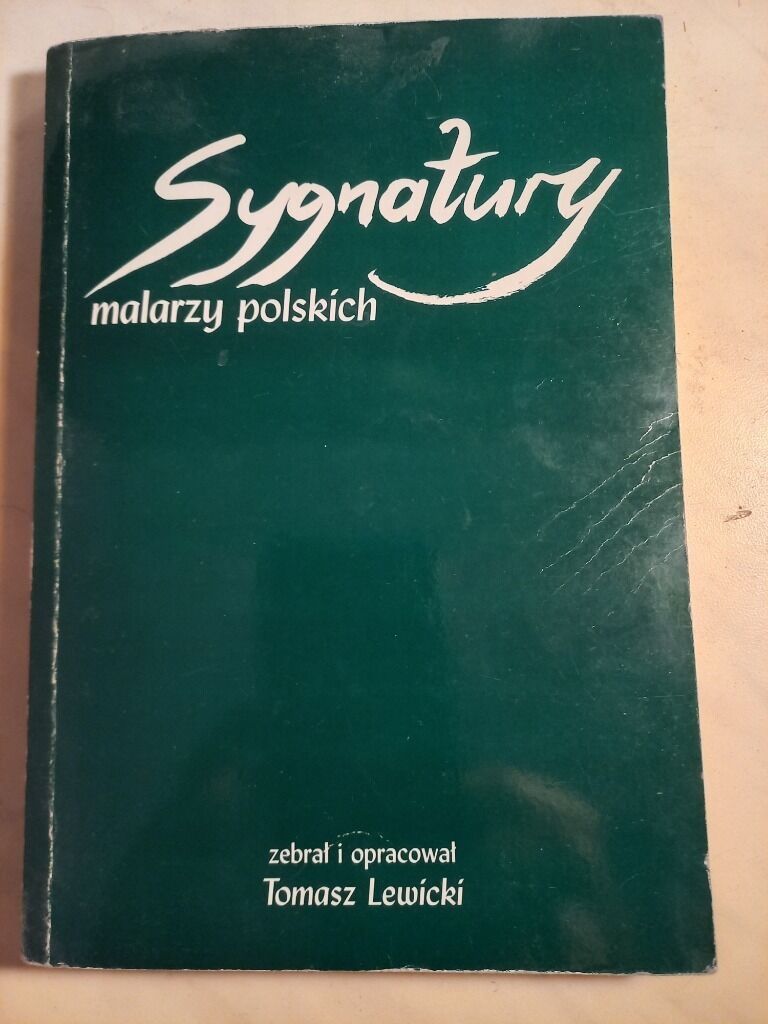 Sygnatury
malarzy polskich
zebrał i opracował
Tomasz Lewicki